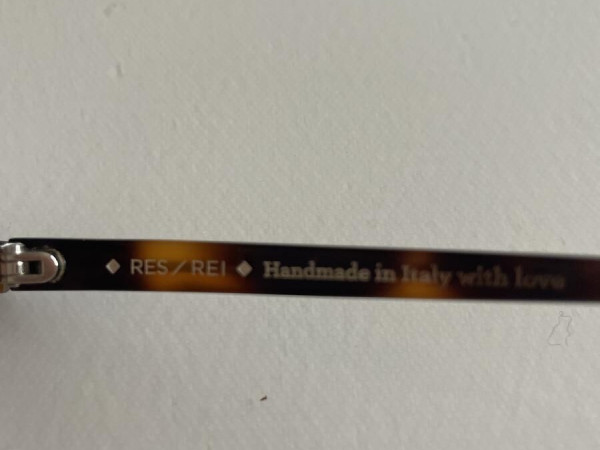 ◆ RES / REI ◆ Handmade in Italy with love